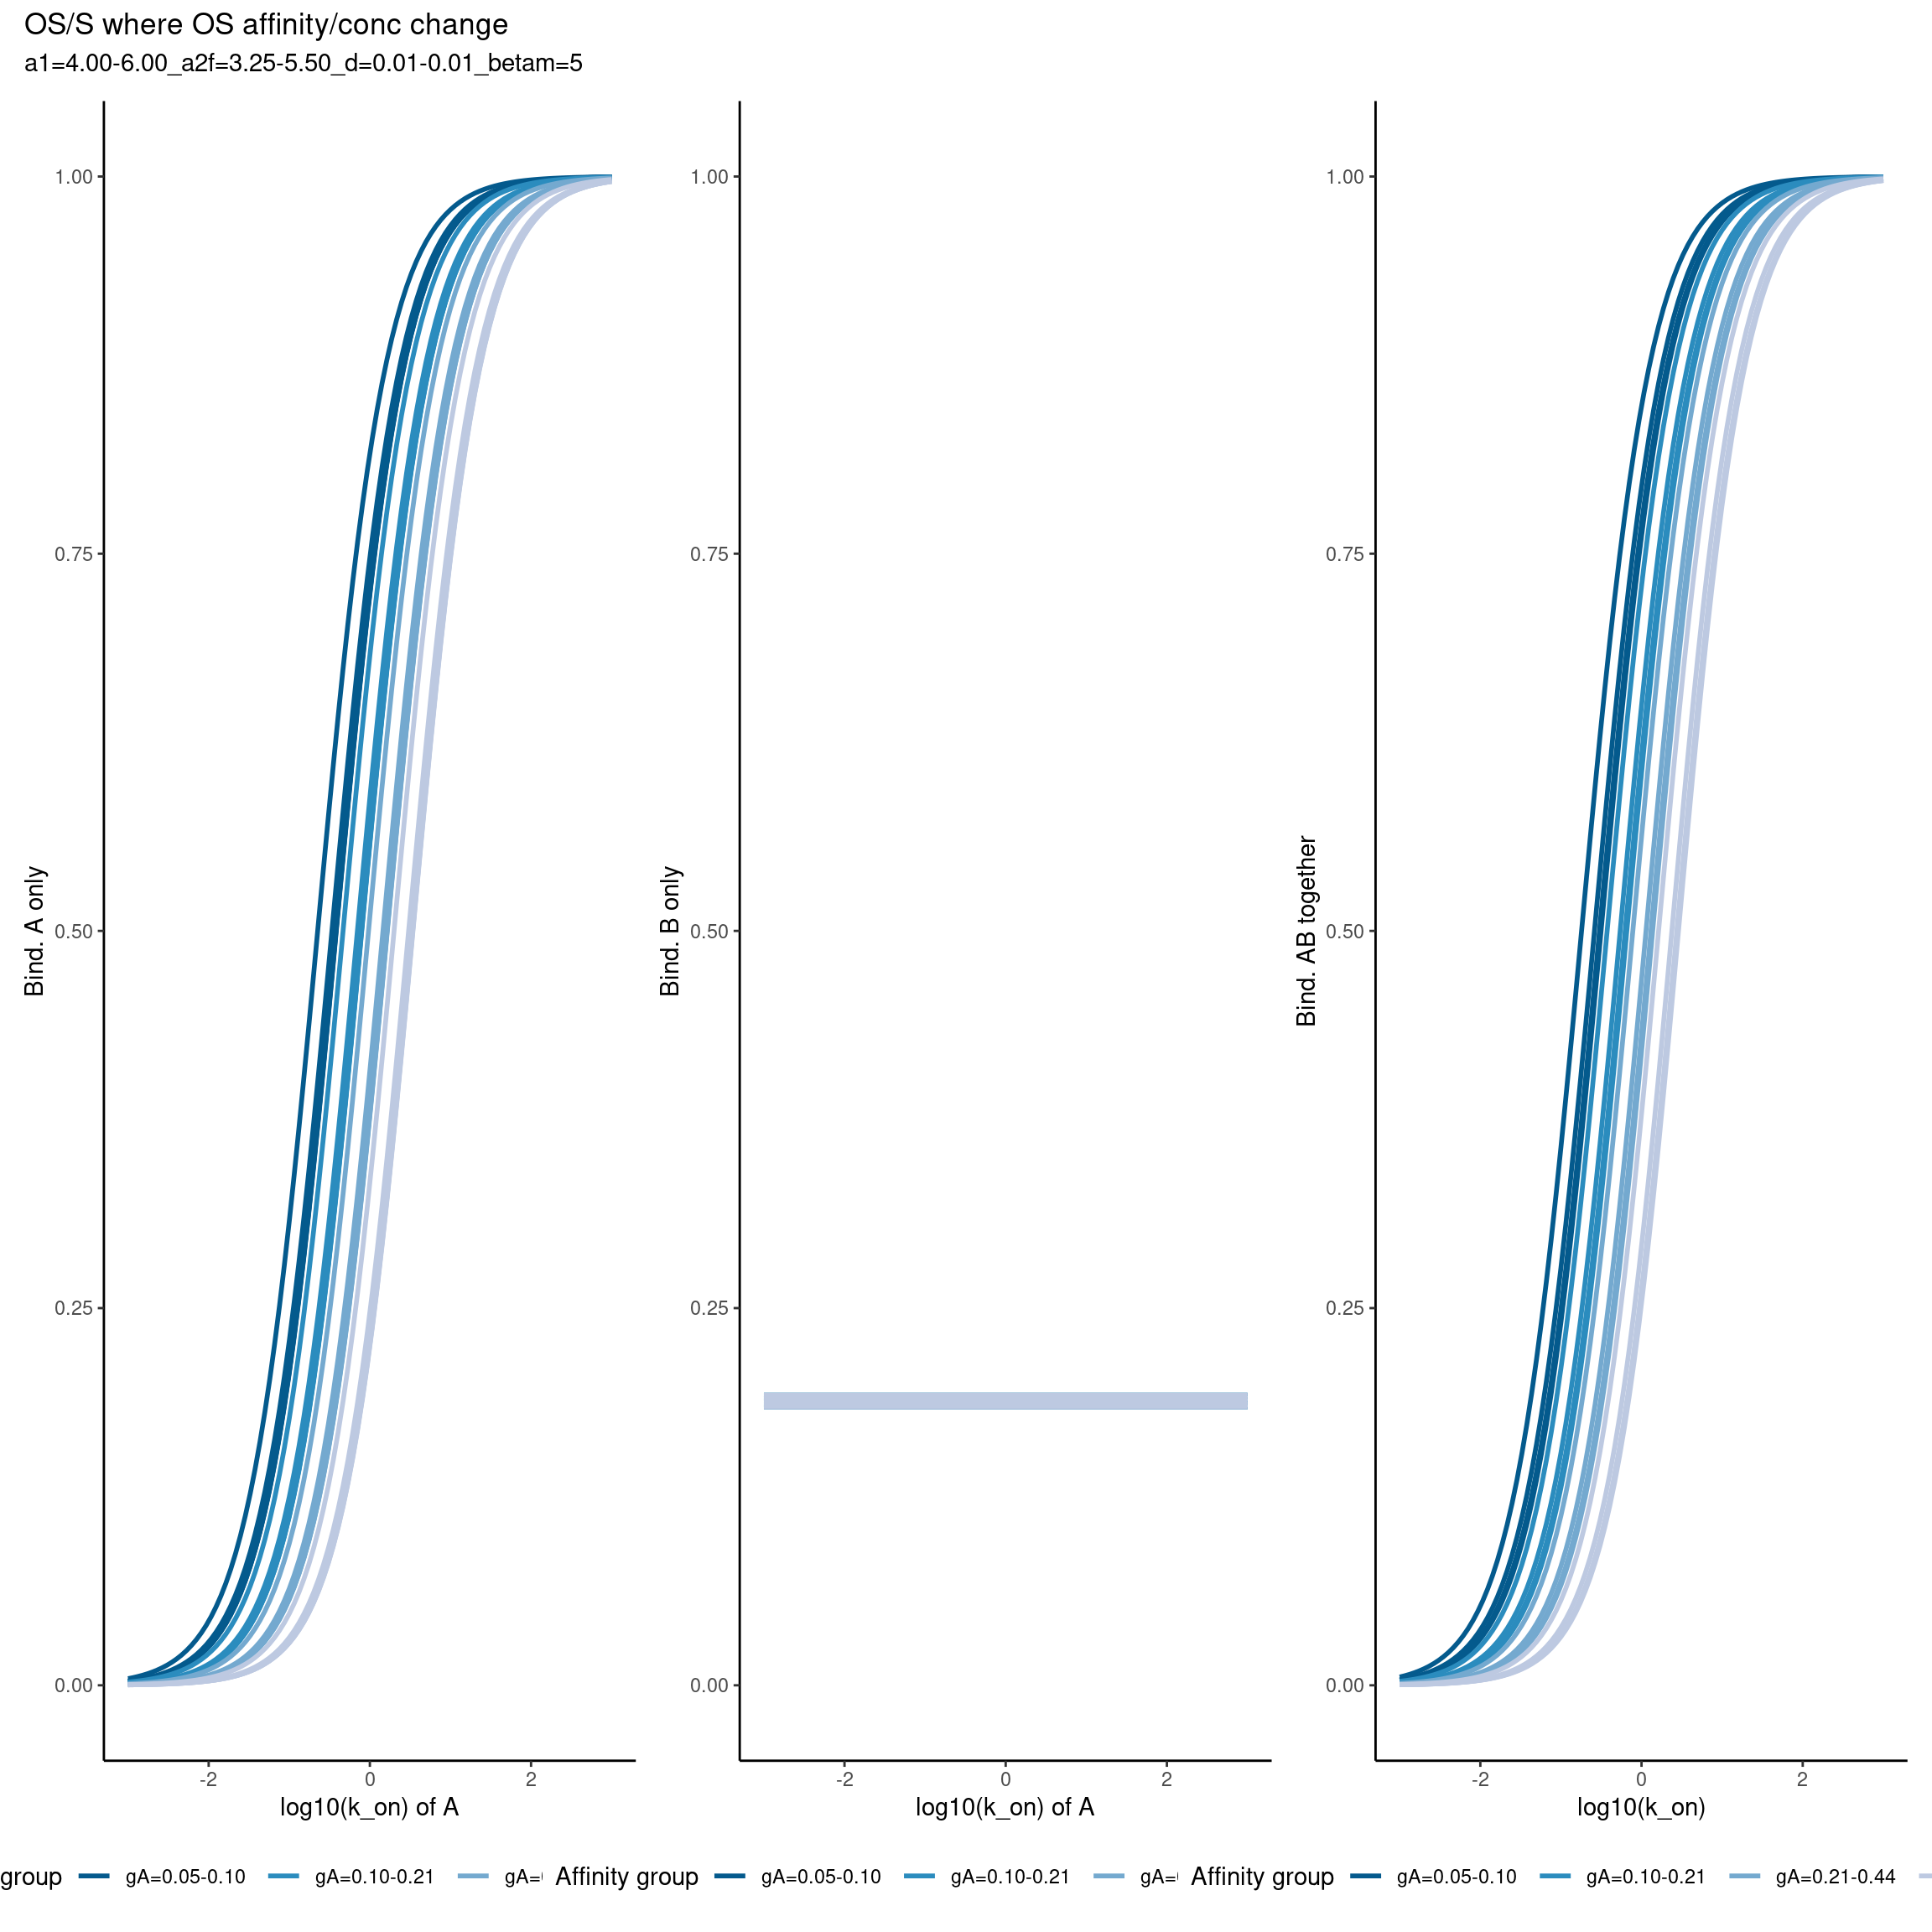 OS/S where OS affinity/conc change
a1=4.00-6.00_a2f=3.25-5.50_d=0.01-0.01_betam=5
Bind. A only
1.00
0.75
0.50
0.25
0.00
-2 0 2
log10(k_on) of A
Bind. B only
1.00
0.75
0.50
0.25
0.00
-2 0 2
log10(k_on) of A
Bind. AB together
1.00
0.75
0.50
0.25
0.00
-2 0 2
log10(k_on)
group gA=0.05-0.10 gA=0.10-0.21 gA=
Affinity group gA=0.05-0.10 gA=0.10-0.21 gA=
Affinity group gA=0.05-0.10 gA=0.10-0.21 gA=0.21-0.44